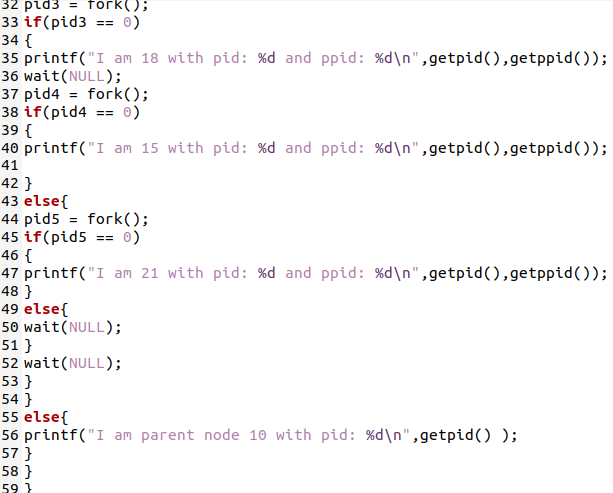 32 pid3 = fork();
33 if(pid3 == 0)
34 {
35 printf("I am 18 with pid: %d and ppid: %d\n",getpid(),getppid());
36 wait(NULL);
37 pid4 = fork();
38 if(pid4 == 0)
39 {
40 printf("I am 15 with pid: %d and ppid: %d\n",getpid(),getppid());
41
42 }
43 else{
44 pid5 = fork();
45 if(pid5 == 0)
46 {
47 printf("I am 21 with pid: %d and ppid: %d\n",getpid(),getppid());
48 }
49 else{
50 wait(NULL);
51 }
52 wait(NULL);
53 }
54 }
55 else{
56 printf("I am parent node 10 with pid: %d\n",getpid() );
57 }
58 }
59 }